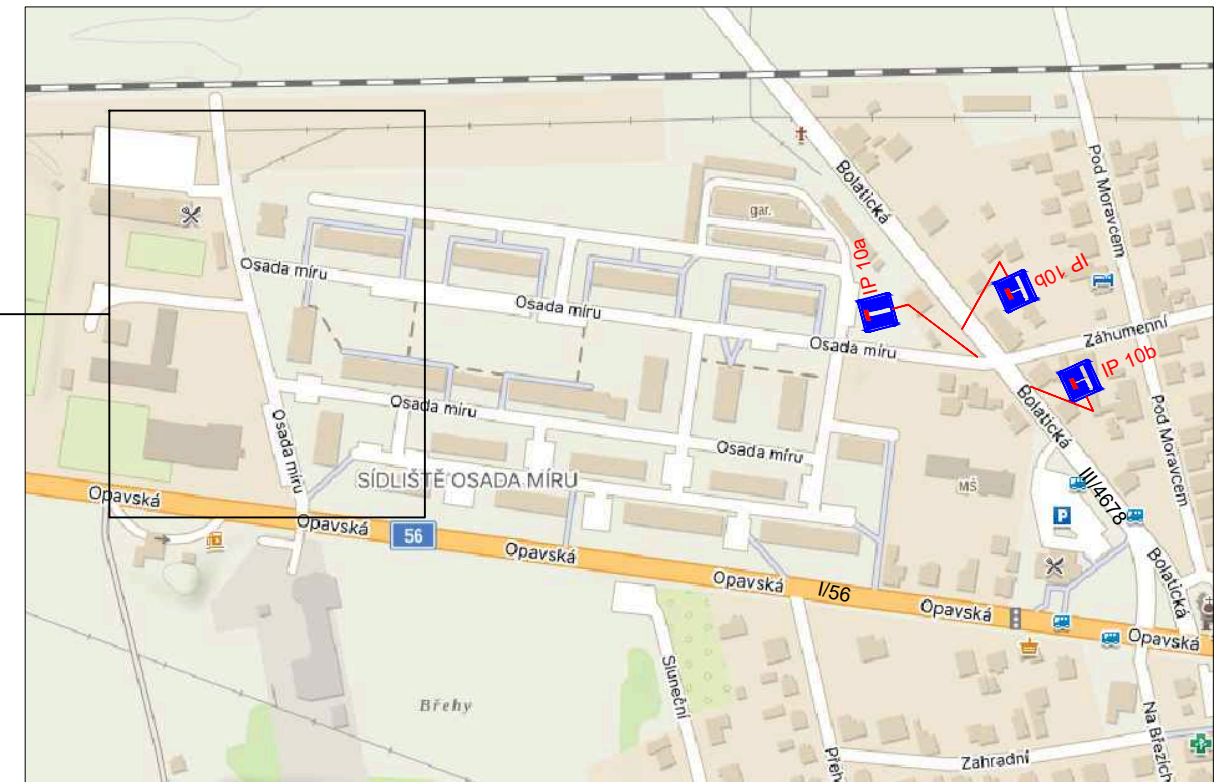 Pod Moravcem
Bolatická
gar.
IP 10a
IP 10b
Osada míru
Osada míru
Osada míru
Záhumenní
IP 10b
Osada míru
Osada míru
Osada míru
Bolatická
Pod Moravcem
SÍDLIŠTĚ OSADA MÍRU
MŠ
III/4678
P
Opavská
Opavská
56
Opavská
Opavská
I/56
Opavská
Bolatická
Opavská
Sluneční
Břehy
Na Březích
Zahradní
Přeh